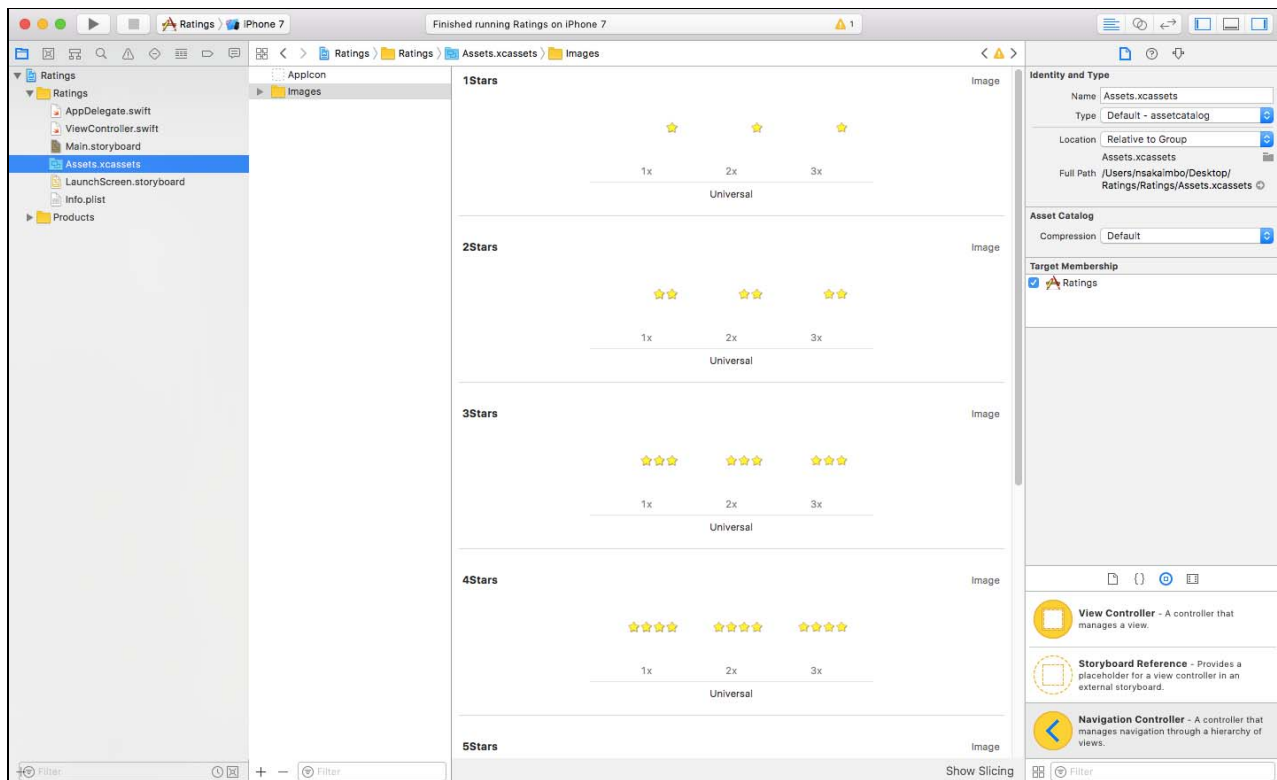 Ratings iPhone 7
Finished running Ratings on iPhone 7
1
Ratings Ratings Assets.xcassets Images
Ratings
Ratings
AppDelegate.swift
ViewController.swift
Main.storyboard
Assets.xcassets
LaunchScreen.storyboard
Info.plist
Products
Filter
AppIcon
Images
Filter
1Stars Image
1x 2x 3x
Universal
2Stars Image
1x 2x 3x
Universal
3Stars Image
1x 2x 3x
Universal
4Stars Image
1x 2x 3x
Universal
5Stars Image
Show Slicing
Identity and Type
Name Assets.xcassets
Type Default - assetcatalog
Location Relative to Group
Assets.xcassets
Full Path /Users/nsakaimbo/Desktop/
Ratings/Ratings/Assets.xcassets
Asset Catalog
Compression Default
Target Membership
Ratings
View Controller - A controller that
manages a view.
Storyboard Reference - Provides a
placeholder for a view controller in an
external storyboard.
Navigation Controller - A controller that
manages navigation through a hierarchy of
views.
Filter